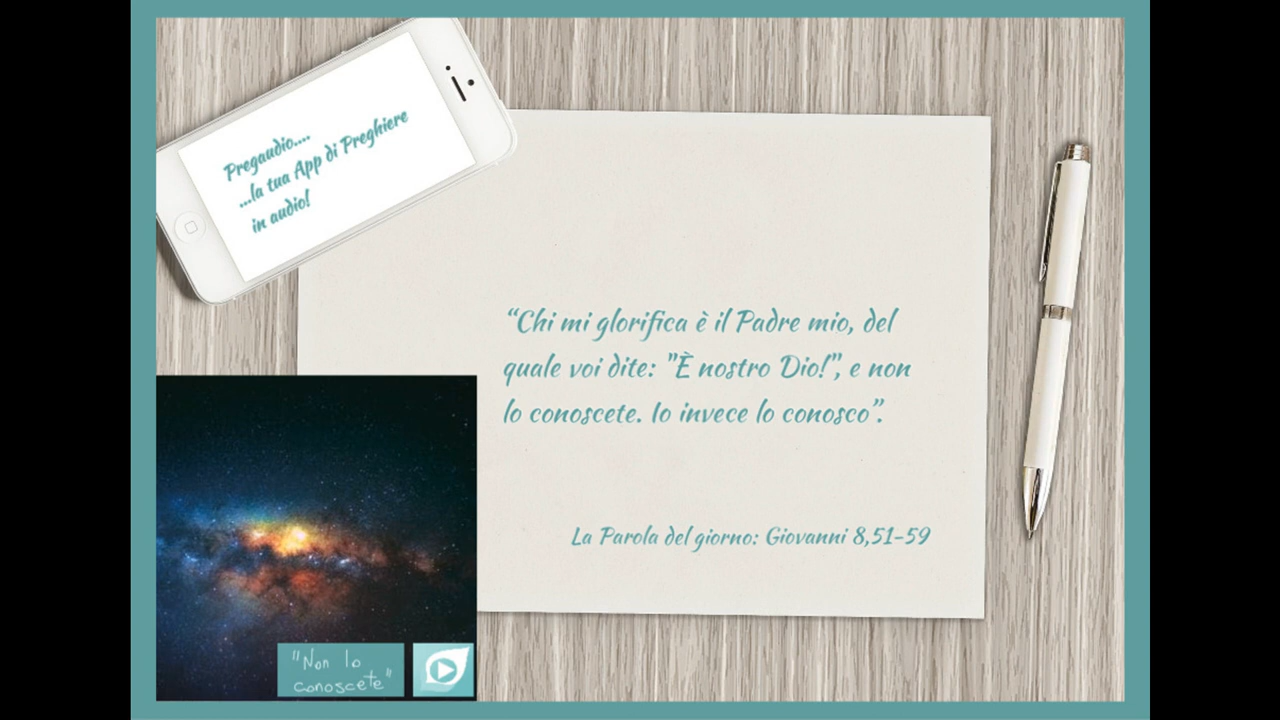 Pregaudio....
...la tua App di Preghiere
in audio!
“Chi mi glorifica è il Padre mio, del
quale voi dite: "È nostro Dio!", e non
lo conoscete. Io invece lo conosco”.
La Parola del giorno: Giovanni 8,51-59
"Non lo
conoscete"